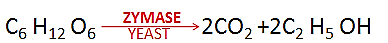 C₆ H₁₂ O₆ ZYMASE YEAST 2CO₂ +2C₂ H₅ OH